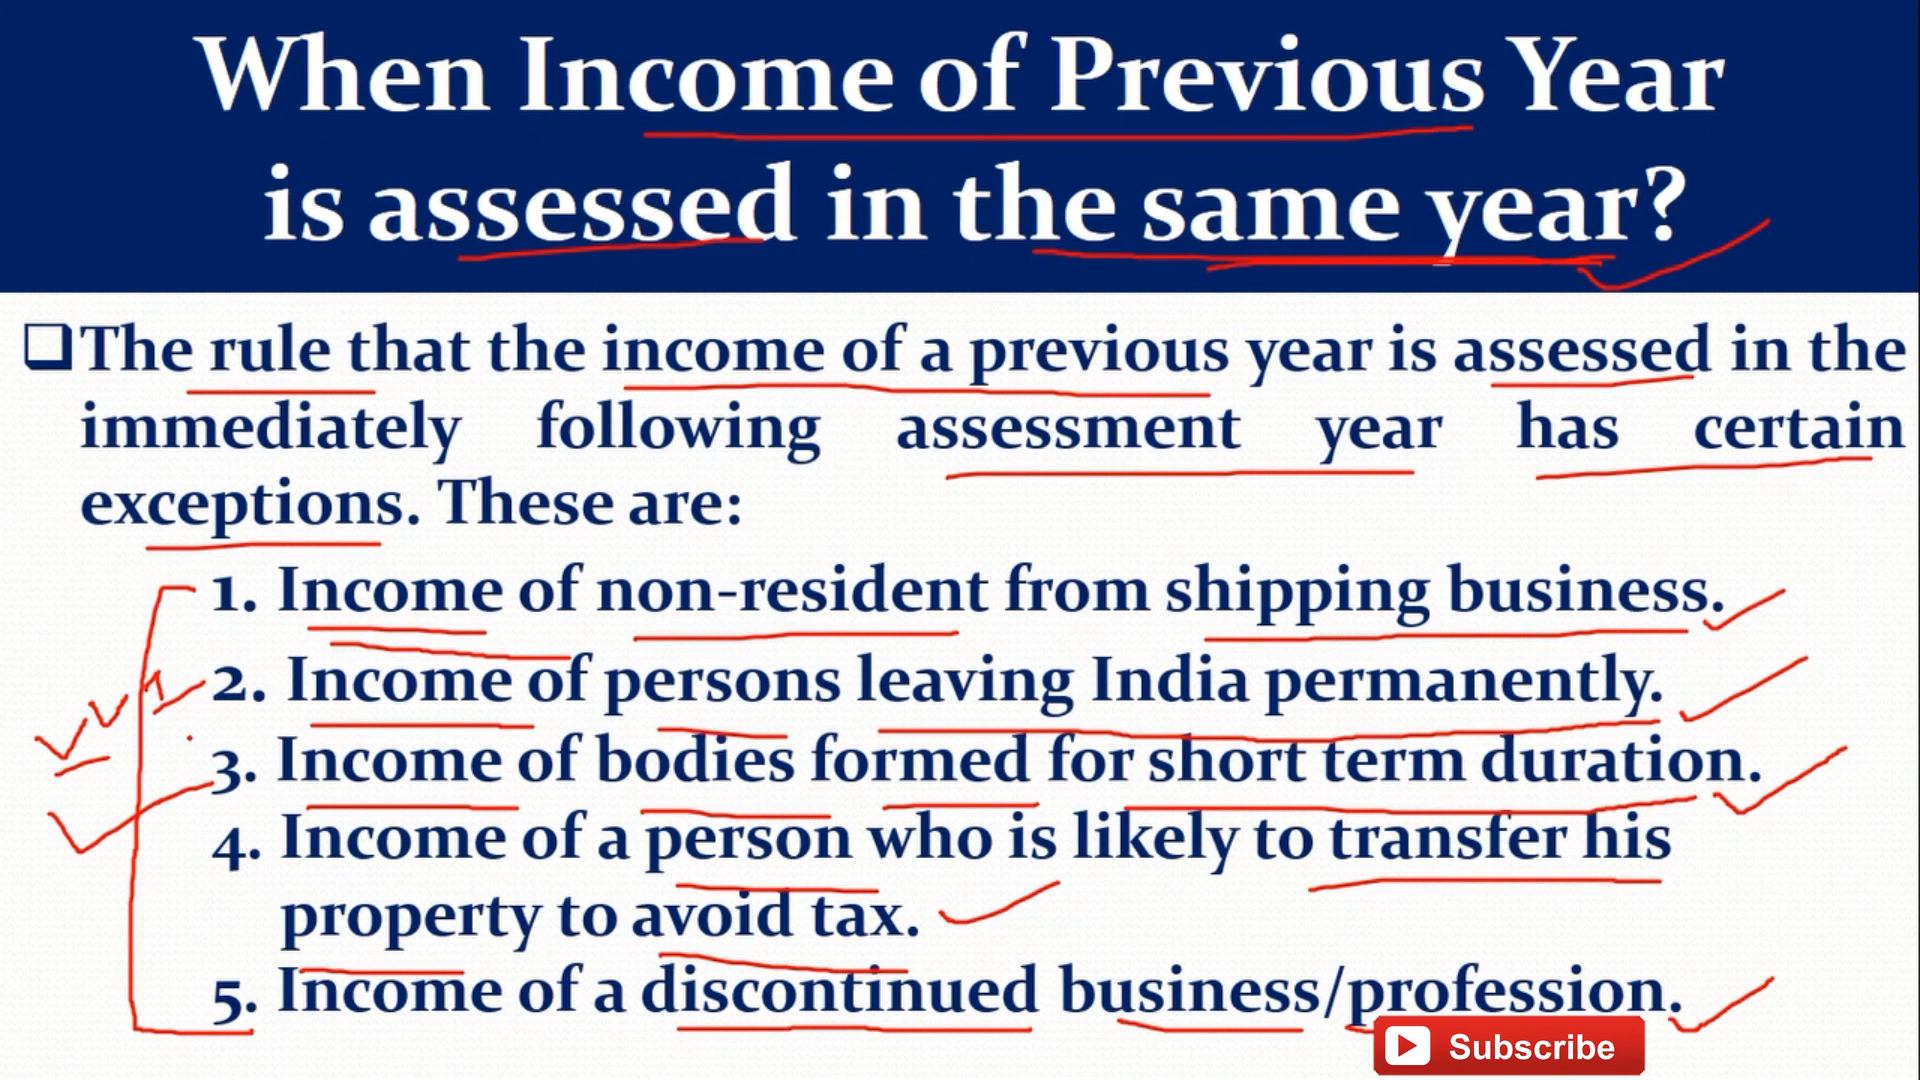 When Income of Previous Year
is assessed in the same year?
❑The rule that the income of a previous year is assessed in the
immediately following assessment year has certain
exceptions. These are:
1. Income of non-resident from shipping business.
2. Income of persons leaving India permanently.
3. Income of bodies formed for short term duration.
4. Income of a person who is likely to transfer his
property to avoid tax.
5. Income of a discontinued business/profession.
Subscribe